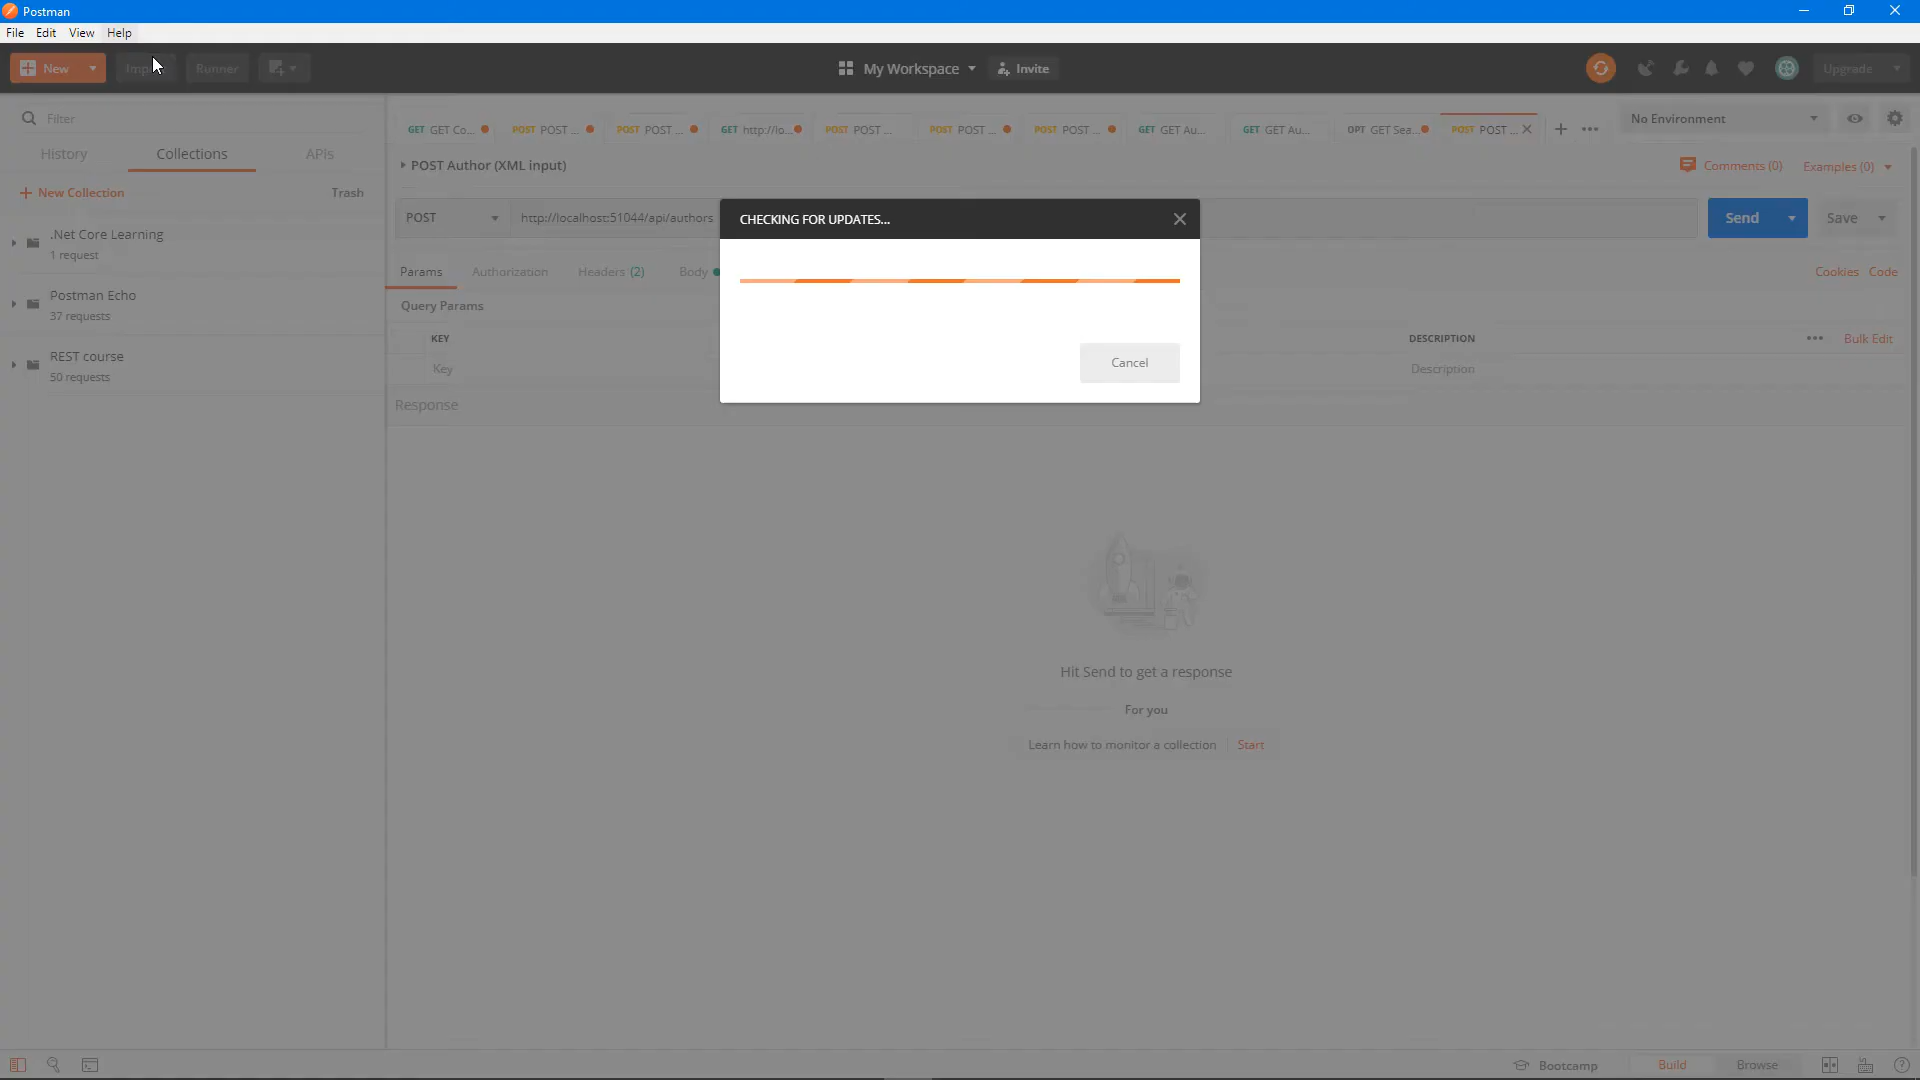 Postman
File Edit View Help
New Import Runner My Workspace Invite Upgrade
Filter
History Collections APIs
New Collection Trash
.Net Core Learning
1 request
Postman Echo
37 requests
REST course
50 requests
GET GET Co... POST POST ... POST POST ... GET http://lo... POST POST ... POST POST ... POST POST ... GET GET Au... GET GET Au... OPT GET Sea... POST POST ...
No Environment
POST Author (XML input) Comments (0) Examples (0)
POST http://localhost:51044/api/authors Send Save
CHECKING FOR UPDATES...
Cancel
Params Authorization Headers (2) Body Cookies Code
Query Params
KEY DESCRIPTION Bulk Edit
Key Description
Response
Hit Send to get a response
For you
Learn how to monitor a collection Start
Bootcamp Build Browse